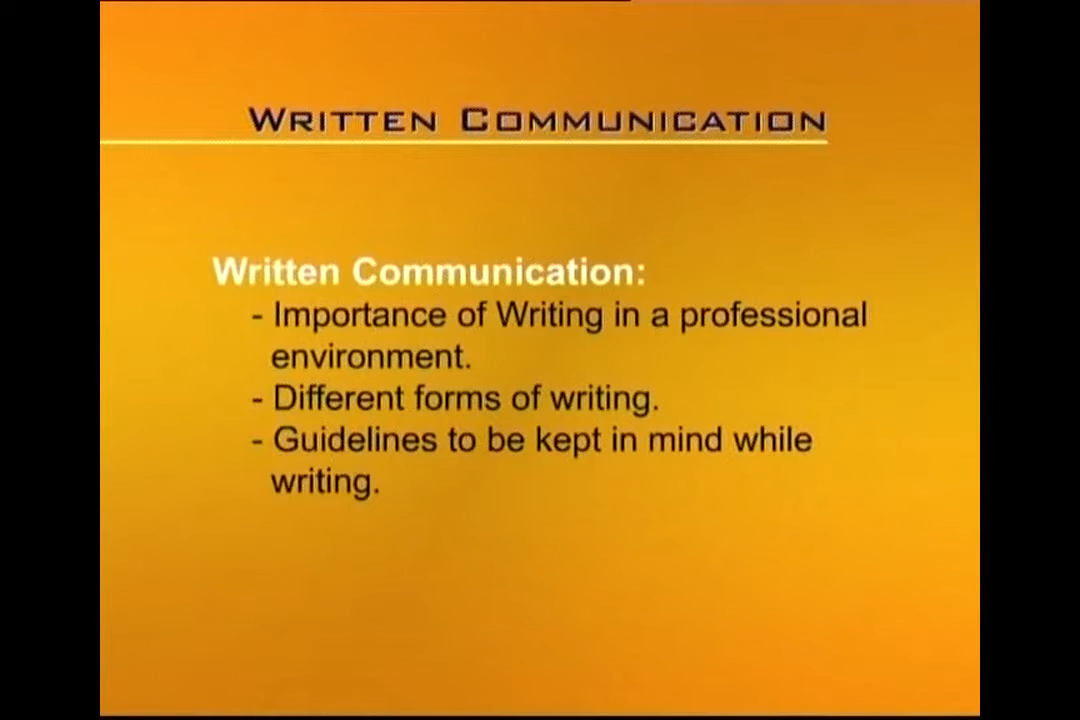 WRITTEN COMMUNICATION
Written Communication:
- Importance of Writing in a professional
environment.
- Different forms of writing.
- Guidelines to be kept in mind while
writing.